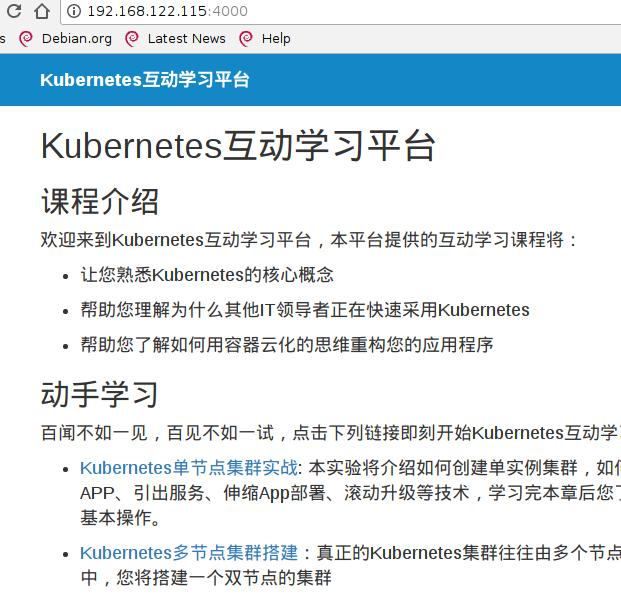 192.168.122.115:4000
s Debian.org Latest News Help
Kubernetes互动学习平台
Kubernetes互动学习平台
课程介绍
欢迎来到Kubernetes互动学习平台，本平台提供的互动学习课程将：
• 让您熟悉Kubernetes的核心概念
• 帮助您理解为什么其他IT领导者正在快速采用Kubernetes
• 帮助您了解如何用容器云化的思维重构您的应用程序
动手学习
百闻不如一见，百见不如一试，点击下列链接即刻开始Kubernetes互动学
• Kubernetes单节点集群实战: 本实验将介绍如何创建单实例集群，如何
APP、引出服务、伸缩App部署、滚动升级等技术，学习完本章后您了
基本操作。
• Kubernetes多节点集群搭建：真正的Kubernetes集群往往由多个节点
中，您将搭建一个双节点的集群